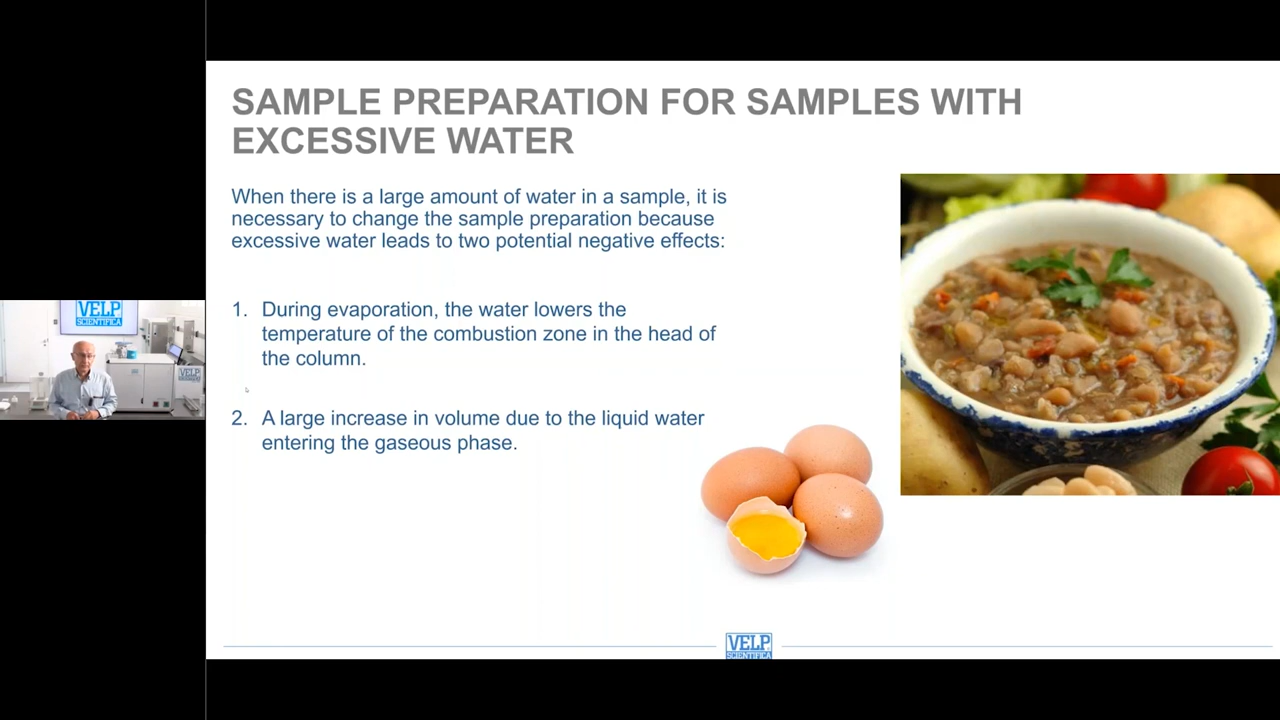 SAMPLE PREPARATION FOR SAMPLES WITH
EXCESSIVE WATER
When there is a large amount of water in a sample, it is
necessary to change the sample preparation because
excessive water leads to two potential negative effects:
1. During evaporation, the water lowers the
temperature of the combustion zone in the head of
the column.
2. A large increase in volume due to the liquid water
entering the gaseous phase.
VELP
SCIENTIFICA
VELP
VELP
SCIENTIFICA